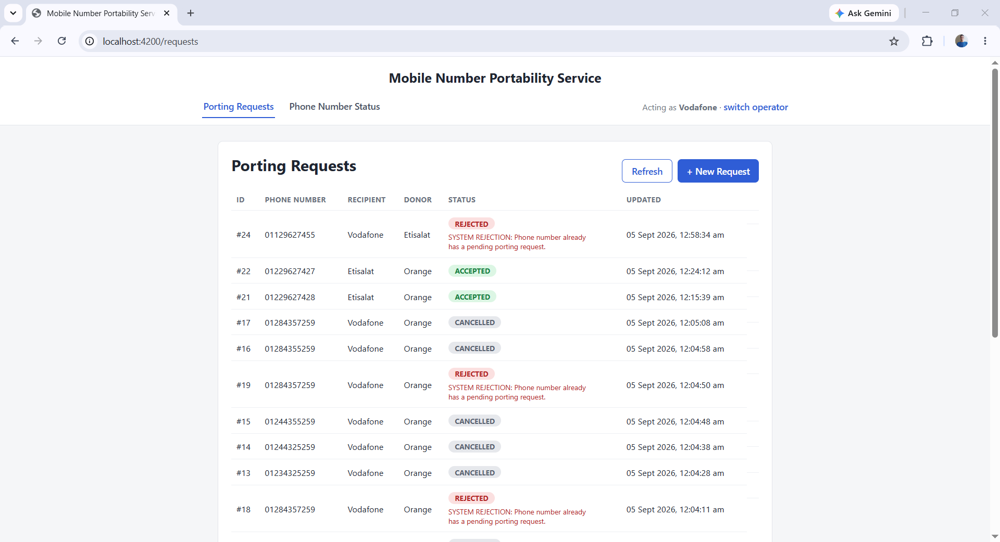 Mobile Number Portability Serv
Ask Gemini
localhost:4200/requests
Mobile Number Portability Service
Porting Requests
Phone Number Status
Acting as Vodafone · switch operator
Porting Requests
Refresh
+ New Request
ID PHONE NUMBER RECIPIENT DONOR STATUS UPDATED
#24 01129627455 Vodafone Etisalat REJECTED 05 Sept 2026, 12:58:34 am
SYSTEM REJECTION: Phone number already
has a pending porting request.
#22 01229627427 Etisalat Orange ACCEPTED 05 Sept 2026, 12:24:12 am
#21 01229627428 Etisalat Orange ACCEPTED 05 Sept 2026, 12:15:39 am
#17 01284357259 Vodafone Orange CANCELLED 05 Sept 2026, 12:05:08 am
#16 01284355259 Vodafone Orange CANCELLED 05 Sept 2026, 12:04:58 am
#19 01284357259 Vodafone Orange REJECTED 05 Sept 2026, 12:04:50 am
SYSTEM REJECTION: Phone number already
has a pending porting request.
#15 01244355259 Vodafone Orange CANCELLED 05 Sept 2026, 12:04:48 am
#14 01244325259 Vodafone Orange CANCELLED 05 Sept 2026, 12:04:38 am
#13 01234325259 Vodafone Orange CANCELLED 05 Sept 2026, 12:04:28 am
#18 01284357259 Vodafone Orange REJECTED 05 Sept 2026, 12:04:11 am
SYSTEM REJECTION: Phone number already
has a pending porting request.